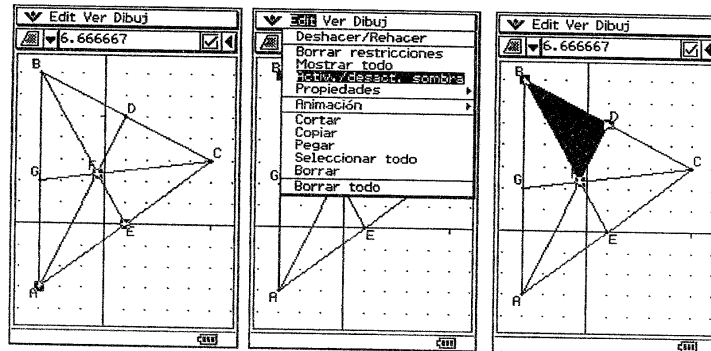 Edit Ver Dibuj
6.666667
B
D
C
F
G
E
A
Edit Ver Dibuj
Deshacer/Rehacer
Borrar restricciones
Mostrar todo
Activ./desact. sombra
Propiedades
Animación
Cortar
Copiar
Pegar
Seleccionar todo
Borrar
Borrar todo
B
G
E
A
Edit Ver Dibuj
6.666667
B
D
C
F
G
E
A